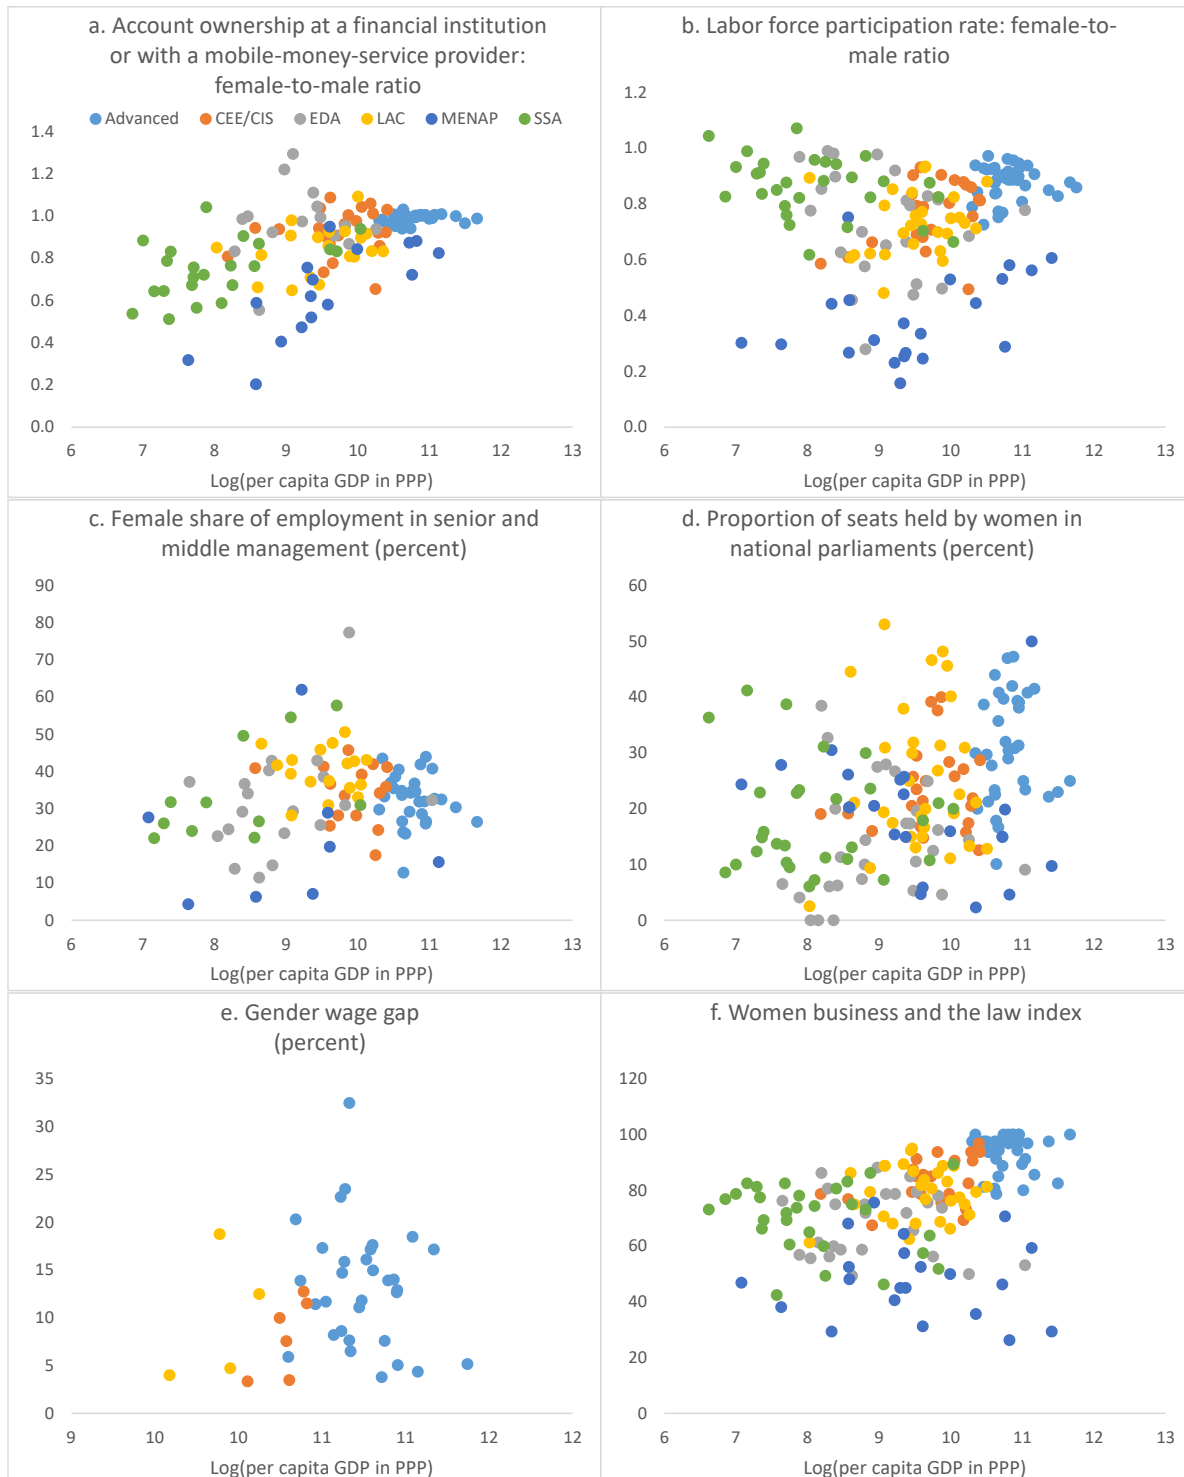 a. Account ownership at a financial institution
or with a mobile-money-service provider:
female-to-male ratio
Advanced CEE/CIS EDA LAC MENAP SSA
1.4
1.2
1.0
0.8
0.6
0.4
0.2
0.0
6 7 8 9 10 11 12 13
Log(per capita GDP in PPP)
b. Labor force participation rate: female-to-
male ratio
1.2
1.0
0.8
0.6
0.4
0.2
0.0
6 7 8 9 10 11 12 13
Log(per capita GDP in PPP)
c. Female share of employment in senior and
middle management (percent)
90
80
70
60
50
40
30
20
10
0
6 7 8 9 10 11 12 13
Log(per capita GDP in PPP)
d. Proportion of seats held by women in
national parliaments (percent)
60
50
40
30
20
10
0
6 7 8 9 10 11 12 13
Log(per capita GDP in PPP)
e. Gender wage gap
(percent)
35
30
25
20
15
10
5
0
9 10 10 11 11 12 12
Log(per capita GDP in PPP)
f. Women business and the law index
120
100
80
60
40
20
0
6 7 8 9 10 11 12 13
Log(per capita GDP in PPP)